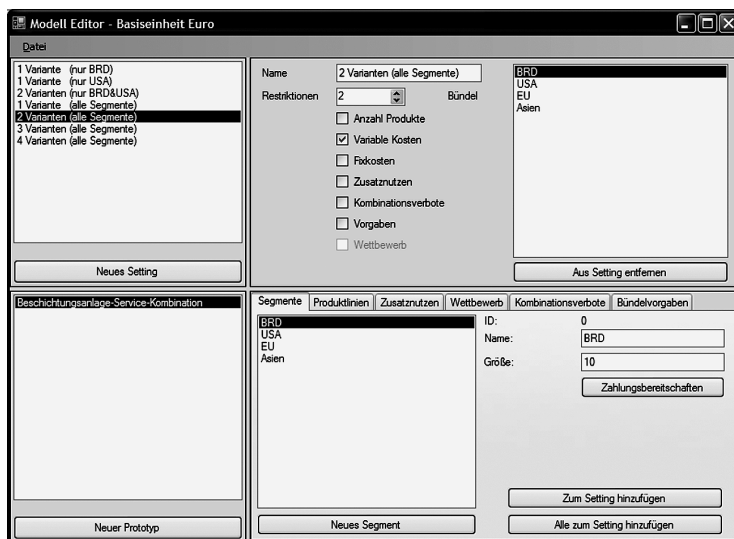 Modell Editor - Basiseinheit Euro
Datei
1 Variante (nur BRD)
1 Variante (nur USA)
2 Varianten (nur BRD&USA)
1 Variante (alle Segmente)
2 Varianten (alle Segmente)
3 Varianten (alle Segmente)
4 Varianten (alle Segmente)
Neues Setting
Name 2 Varianten (alle Segmente)
Restriktionen 2 Bündel
Anzahl Produkte
Variable Kosten
Fixkosten
Zusatznutzen
Kombinationsverbote
Vorgaben
Wettbewerb
BRD
USA
EU
Asien
Aus Setting entfernen
Beschichtungsanlage-Service-Kombination
Neuer Prototyp
Segmente Produktlinien Zusatznutzen Wettbewerb Kombinationsverbote Bündelvorgaben
BRD
USA
EU
Asien
Neues Segment
ID: 0
Name: BRD
Größe: 10
Zahlungsbereitschaften
Zum Setting hinzufügen
Alle zum Setting hinzufügen